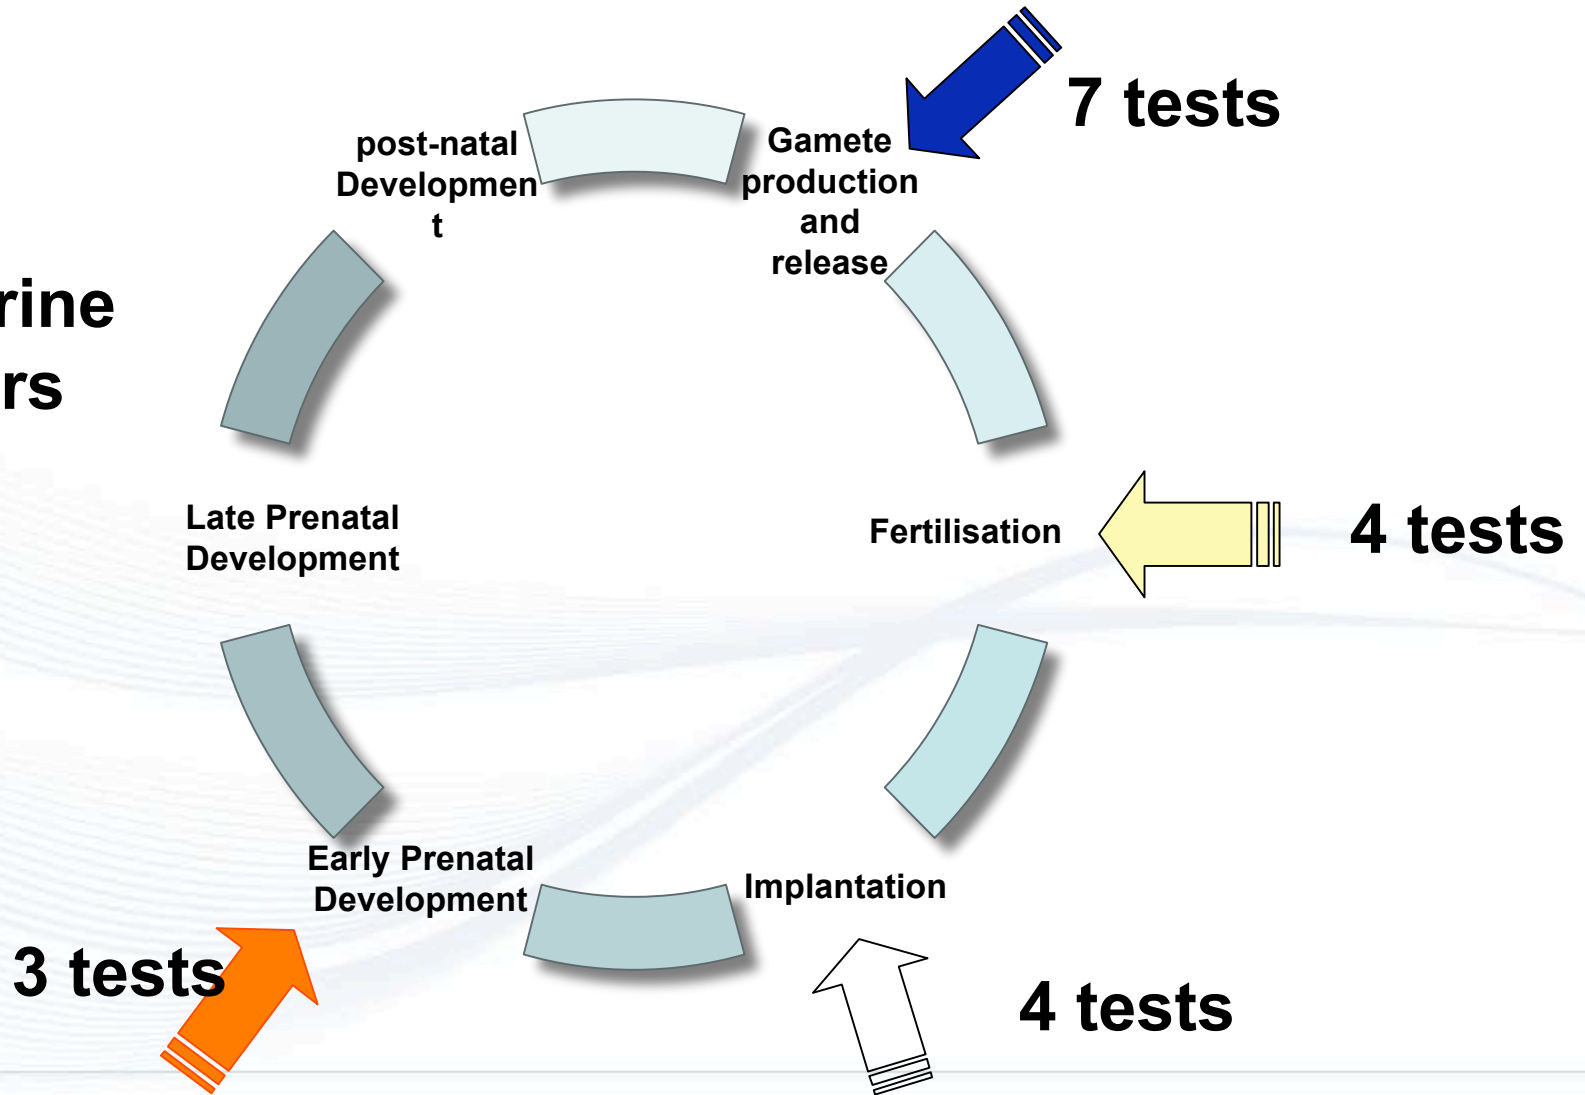 7 tests
post-natal
Developmen
t
Gamete
production
and
release
rine
rs
Late Prenatal
Development
Fertilisation
4 tests
Early Prenatal
Development
Implantation
3 tests
4 tests